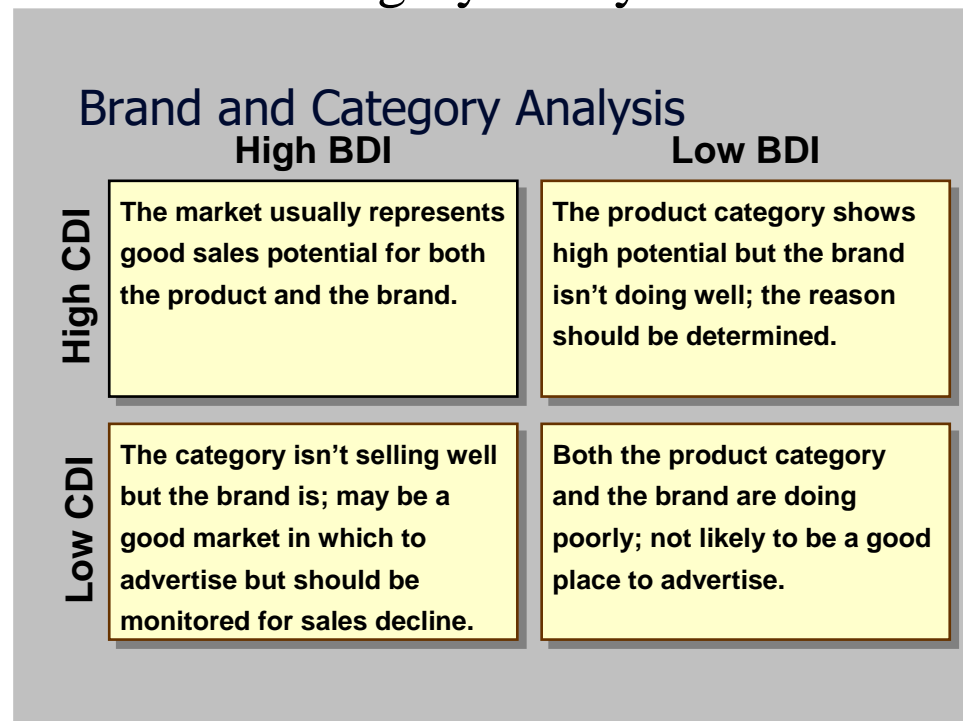 Brand and Category Analysis
High BDI
Low BDI
High CDI
The market usually represents
good sales potential for both
the product and the brand.
The product category shows
high potential but the brand
isn’t doing well; the reason
should be determined.
Low CDI
The category isn’t selling well
but the brand is; may be a
good market in which to
advertise but should be
monitored for sales decline.
Both the product category
and the brand are doing
poorly; not likely to be a good
place to advertise.